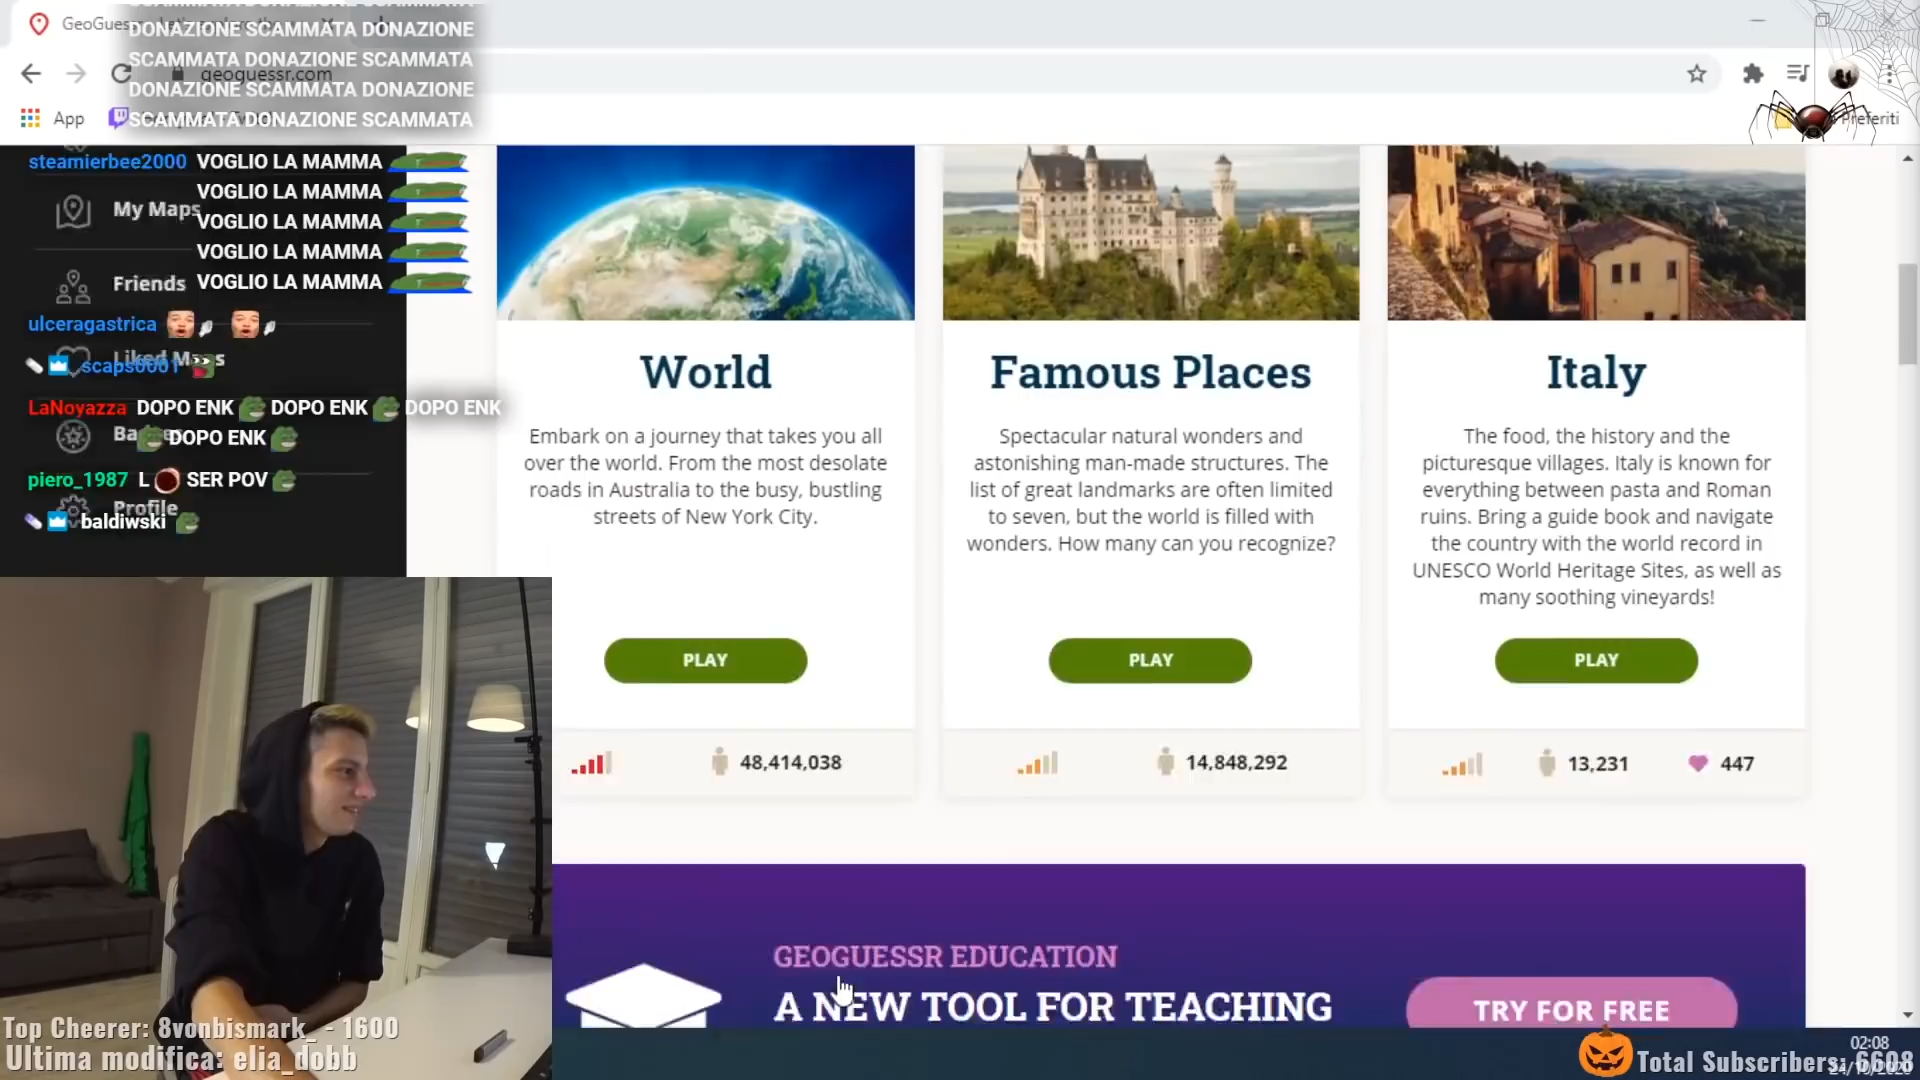 GeoGuessr
DONAZIONE SCAMMATA DONAZIONE
SCAMMATA DONAZIONE SCAMMATA
DONAZIONE SCAMMATA DONAZIONE
SCAMMATA DONAZIONE SCAMMATA
geoguessr.com
App
Preferiti
steamierbee2000 VOGLIO LA MAMMA
VOGLIO LA MAMMA
VOGLIO LA MAMMA
VOGLIO LA MAMMA
VOGLIO LA MAMMA
My Maps
Friends
ulceragastrica
Liked Maps
scaps0001
LaNoyazza DOPO ENK DOPO ENK DOPO ENK
DOPO ENK
piero_1987 L SER POV
Profile
baldiwski
World
Embark on a journey that takes you all
over the world. From the most desolate
roads in Australia to the busy, bustling
streets of New York City.
PLAY
48,414,038
Famous Places
Spectacular natural wonders and
astonishing man-made structures. The
list of great landmarks are often limited
to seven, but the world is filled with
wonders. How many can you recognize?
PLAY
14,848,292
Italy
The food, the history and the
picturesque villages. Italy is known for
everything between pasta and Roman
ruins. Bring a guide book and navigate
the country with the world record in
UNESCO World Heritage Sites, as well as
many soothing vineyards!
PLAY
13,231
447
GEOGUESSR EDUCATION
A NEW TOOL FOR TEACHING
TRY FOR FREE
Top Cheerer: 8vonbismark_ - 1600
Ultima modifica: elia_dobb
02:08
Total Subscribers: 6608